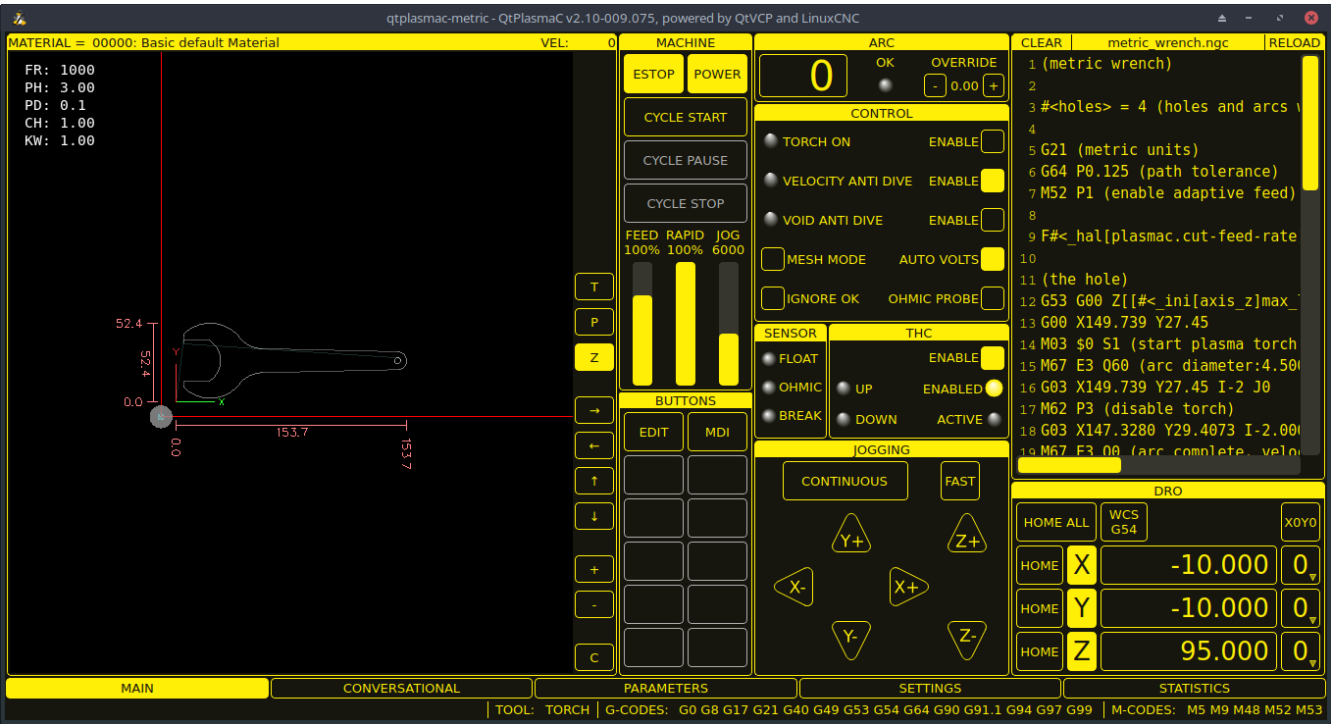 qtplasmac-metric - QtPlasmaC v2.10-009.075, powered by QtVCP and LinuxCNC
MATERIAL = 00000: Basic default Material
VEL: 0
FR: 1000
PH: 3.00
PD: 0.1
CH: 1.00
KW: 1.00
52.4
52.4
0.0
Y
X
0.0
153.7
153.7
T
P
Z
→
←
↑
↓
+
-
C
MACHINE
ESTOP POWER
CYCLE START
CYCLE PAUSE
CYCLE STOP
FEED RAPID JOG
100% 100% 6000
BUTTONS
EDIT MDI
ARC
0
OK
OVERRIDE
- 0.00 +
CONTROL
TORCH ON ENABLE
VELOCITY ANTI DIVE ENABLE
VOID ANTI DIVE ENABLE
MESH MODE AUTO VOLTS
IGNORE OK OHMIC PROBE
SENSOR
FLOAT
OHMIC
BREAK
THC
ENABLE
UP ENABLED
DOWN ACTIVE
JOGGING
CONTINUOUS FAST
Y+ Z+
X- X+
Y- Z-
CLEAR metric_wrench.ngc RELOAD
1 (metric wrench)
2
3 #<holes> = 4 (holes and arcs
4
5 G21 (metric units)
6 G64 P0.125 (path tolerance)
7 M52 P1 (enable adaptive feed)
8
9 F#<_hal[plasmac.cut-feed-rate
10
11 (the hole)
12 G53 G00 Z[[#<_ini[axis_z]max_
13 G00 X149.739 Y27.45
14 M03 $0 S1 (start plasma torch
15 M67 E3 Q60 (arc diameter:4.500
16 G03 X149.739 Y27.45 I-2 J0
17 M62 P3 (disable torch)
18 G03 X147.3280 Y29.4073 I-2.000
19 M67 E3 Q0 (arc complete, velo
DRO
HOME ALL WCS G54 X0Y0
HOME X -10.000 0
HOME Y -10.000 0
HOME Z 95.000 0
MAIN CONVERSATIONAL PARAMETERS SETTINGS STATISTICS
TOOL: TORCH G-CODES: G0 G8 G17 G21 G40 G49 G53 G54 G64 G90 G91.1 G94 G97 G99 M-CODES: M5 M9 M48 M52 M53